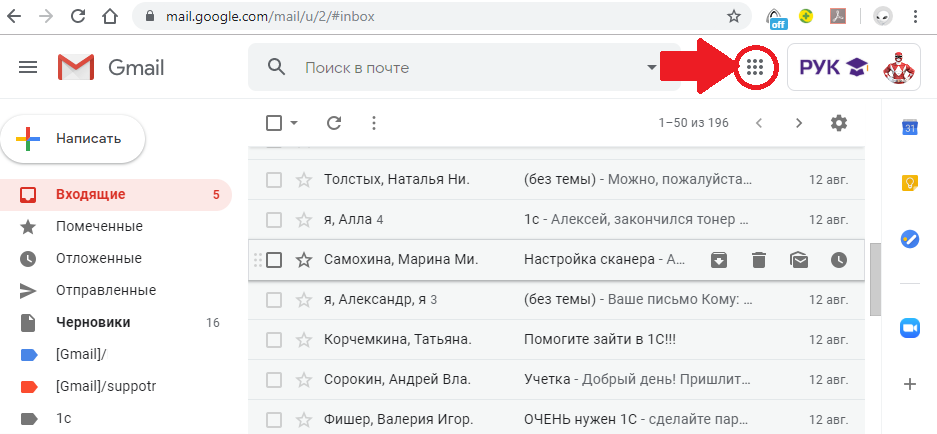 mail.google.com/mail/u/2/#inbox
off
Gmail
Поиск в почте
РУК
Написать
1–50 из 196
31
Входящие 5
Помеченные
Отложенные
Отправленные
Черновики 16
[Gmail]/
[Gmail]/suppotr
1с
Толстых, Наталья Ни. (без темы) - Можно, пожалуйста… 12 авг.
я, Алла 4 1с - Алексей, закончился тонер … 12 авг.
Самохина, Марина Ми. Настройка сканера - А…
я, Александр, я 3 (без темы) - Ваше письмо Кому: … 12 авг.
Корчемкина, Татьяна. Помогите зайти в 1С!!! 12 авг.
Сорокин, Андрей Вла. Учетка - Добрый день! Пришлит… 12 авг.
Фишер, Валерия Игор. ОЧЕНЬ нужен 1С - сделайте пар… 12 авг.